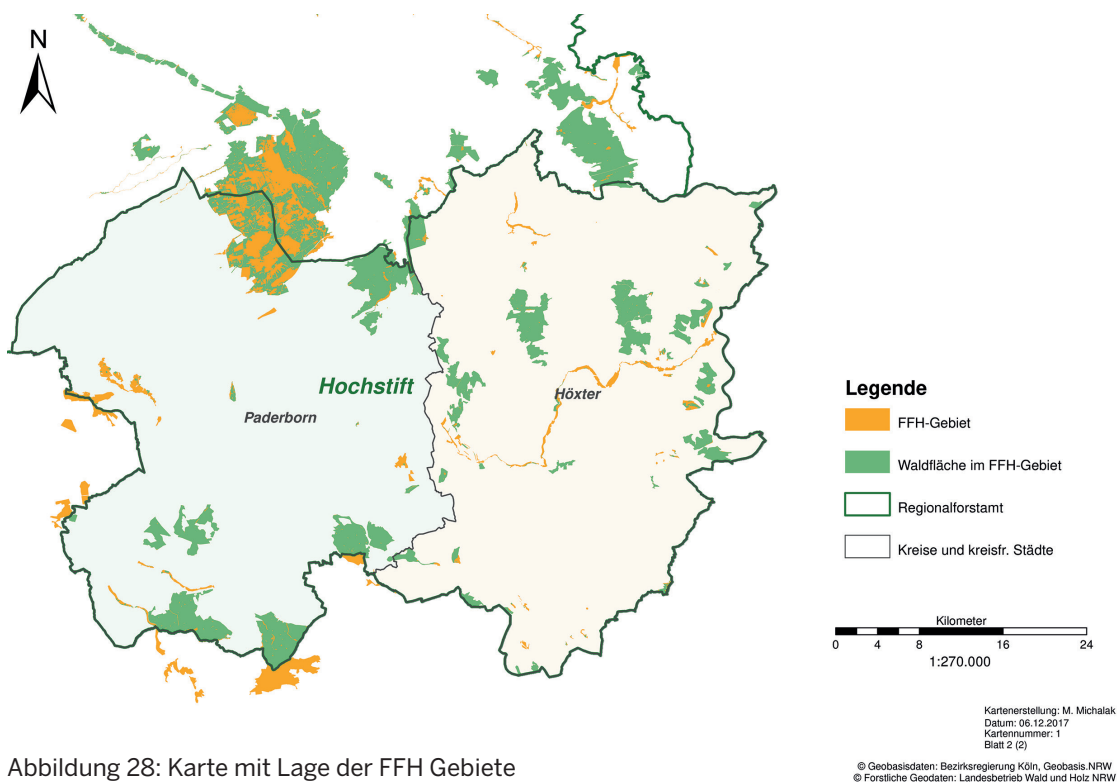 N
Hochstift
Paderborn
Höxter
Legende
FFH-Gebiet
Waldfläche im FFH-Gebiet
Regionalforstamt
Kreise und kreisfr. Städte
Kilometer
0 2 4 8 16 24
1:270.000
Kartenerstellung: M. Michalak
Datum: 06.12.2017
Kartennummer: 1
Blatt 2 (2)
Abbildung 28: Karte mit Lage der FFH Gebiete
© Geobasisdaten: Bezirksregierung Köln, Geobasis.NRW
© Forstliche Geodaten: Landesbetrieb Wald und Holz NRW